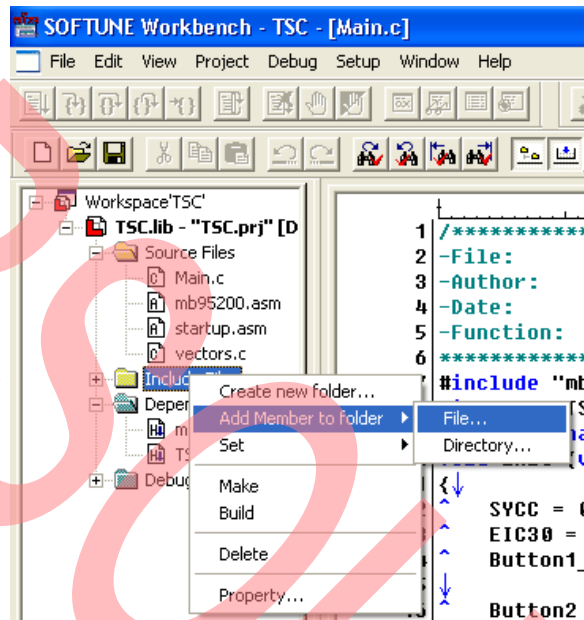 SOFTUNE Workbench - TSC - [Main.c]
File Edit View Project Debug Setup Window Help
Workspace'TSC'
TSC.lib - "TSC.prj" [D
Source Files
Main.c
mb95200.asm
startup.asm
vectors.c
Create new folder...
Add Member to folder
Set
Make
Build
Delete
Property...
File...
Directory...
1 /***********
2 -File:
3 -Author:
4 -Date:
5 -Function:
6 ***********
#include "mb
{
SYCC =
EIC30 =
Button1_
Button2